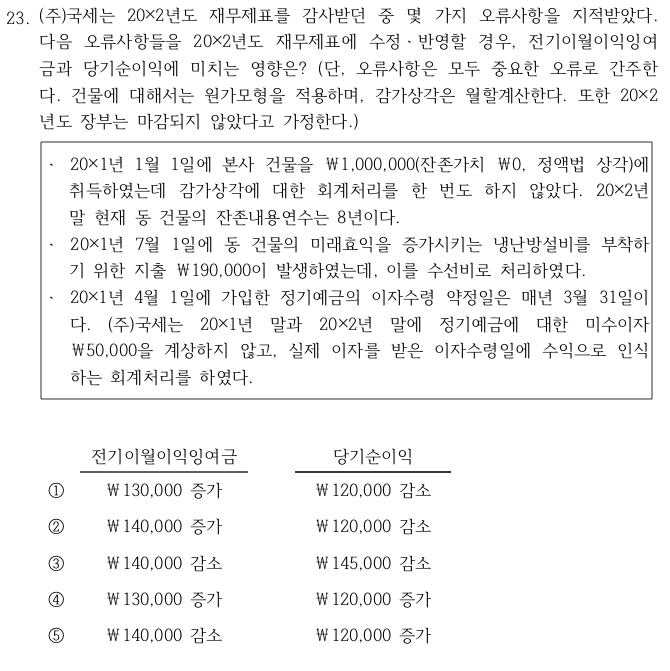 23. (주)국세는 20×2년도 재무제표를 감사받던 중 몇 가지 오류사항을 지적받았다.
다음 오류사항들을 20×2년도 재무제표에 수정ㆍ반영할 경우, 전기이월이익잉여
금과 당기순이익에 미치는 영향은? (단, 오류사항은 모두 중요한 오류로 간주한
다. 건물에 대해서는 원가모형을 적용하며, 감가상각은 월할계산한다. 또한 20×2
년도 장부는 마감되지 않았다고 가정한다.)
ㆍ 20×1년 1월 1일에 본사 건물을 ₩1,000,000(잔존가치 ₩0, 정액법 상각)에
취득하였는데 감가상각에 대한 회계처리를 한 번도 하지 않았다. 20×2년
말 현재 동 건물의 잔존내용연수는 8년이다.
ㆍ 20×1년 7월 1일에 동 건물의 미래효익을 증가시키는 냉난방설비를 부착하
기 위한 지출 ₩190,000이 발생하였는데, 이를 수선비로 처리하였다.
ㆍ 20×1년 4월 1일에 가입한 정기예금의 이자수령 약정일은 매년 3월 31일이
다. (주)국세는 20×1년 말과 20×2년 말에 정기예금에 대한 미수이자
₩50,000을 계상하지 않고, 실제 이자를 받은 이자수령일에 수익으로 인식
하는 회계처리를 하였다.
전기이월이익잉여금 당기순이익
① ₩130,000 증가 ₩120,000 감소
② ₩140,000 증가 ₩120,000 감소
③ ₩140,000 감소 ₩145,000 감소
④ ₩130,000 증가 ₩120,000 증가
⑤ ₩140,000 감소 ₩120,000 증가